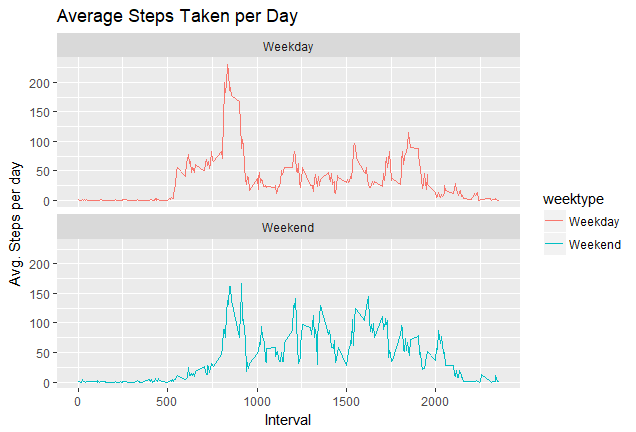 Average Steps Taken per Day
Weekday
200
150
100
50
0
Weekend
200
150
100
50
0
0 500 1000 1500 2000
Interval
Avg. Steps per day
weektype
Weekday
Weekend